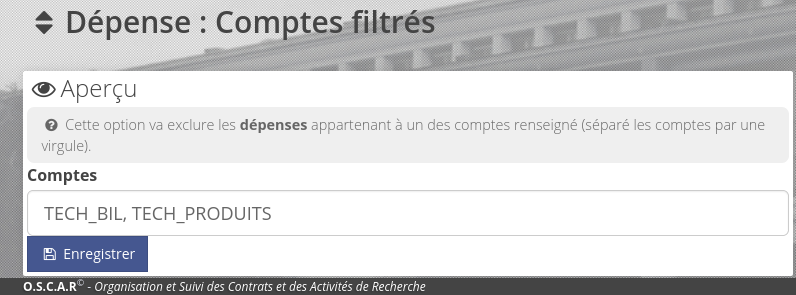 Dépense : Comptes filtrés
Aperçu
Cette option va exclure les dépenses appartenant à un des comptes renseigné (séparé les comptes par une
virgule).
Comptes
TECH_BIL, TECH_PRODUITS
Enregistrer
O.S.C.A.R© - Organisation et Suivi des Contrats et des Activités de Recherche